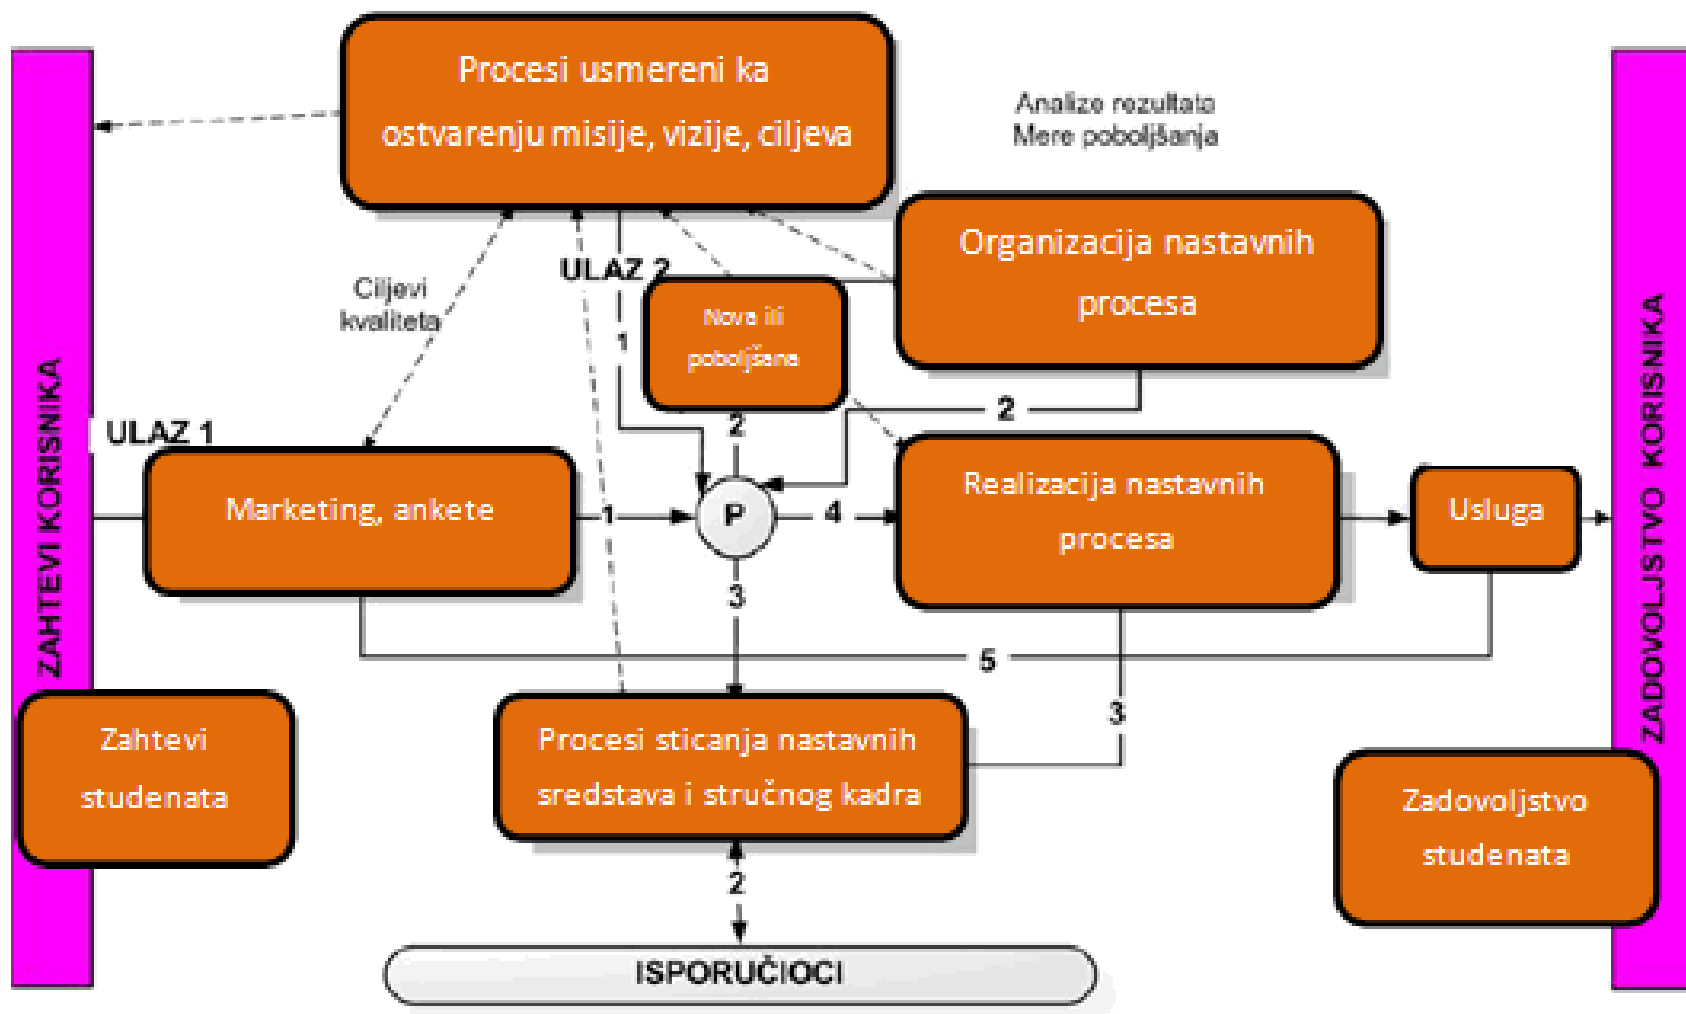 Procesi usmereni ka
ostvarenju misije, vizije, ciljeva
Analize rezultata
Mere poboljšanja
Organizacija nastavnih
procesa
ULAZ 2
Ciljevi
kvaliteta
1
Nova ili
poboljšana
2
2
ZAHTEVI KORISNIKA
ULAZ 1
Marketing, ankete
1
P
4
Realizacija nastavnih
procesa
Usluga
ZADOVOLJSTVO KORISNIKA
3
5
3
Zahtevi
studenata
Procesi sticanja nastavnih
sredstava i stručnog kadra
Zadovoljstvo
studenata
2
ISPORUČIOCI